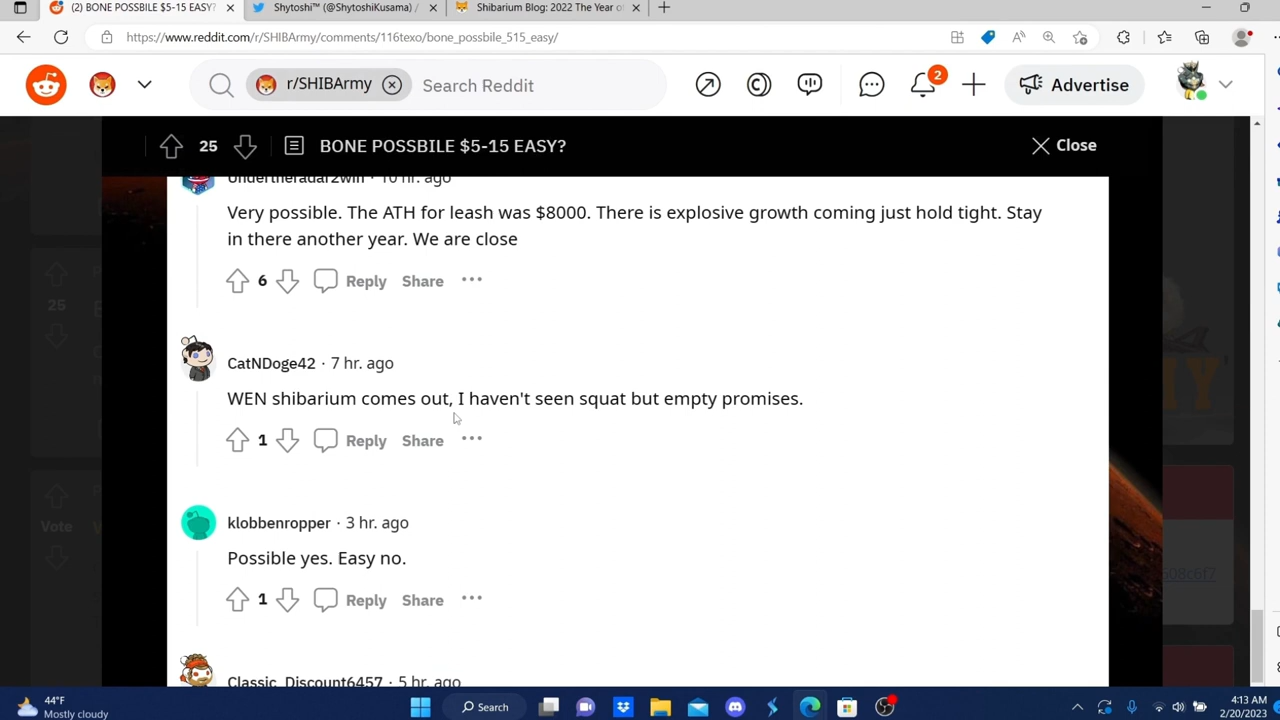 (2) BONE POSSBILE $5-15 EASY?
Shytoshi™ (@ShytoshiKusama) /
Shibarium Blog: 2022 The Year of
https://www.reddit.com/r/SHIBArmy/comments/116texo/bone_possbile_515_easy/
r/SHIBArmy
Search Reddit
2
Advertise
25
BONE POSSBILE $5-15 EASY?
Close
Undertheradar2win · 10 hr. ago
Very possible. The ATH for leash was $8000. There is explosive growth coming just hold tight. Stay
in there another year. We are close
6
Reply
Share
25
CatNDoge42 · 7 hr. ago
WEN shibarium comes out, I haven't seen squat but empty promises.
1
Reply
Share
klobbenropper · 3 hr. ago
Vote
Possible yes. Easy no.
1
Reply
Share
Classic_Discount6457 · 5 hr. ago
44°F
Mostly cloudy
Search
4:13 AM
2/20/2023